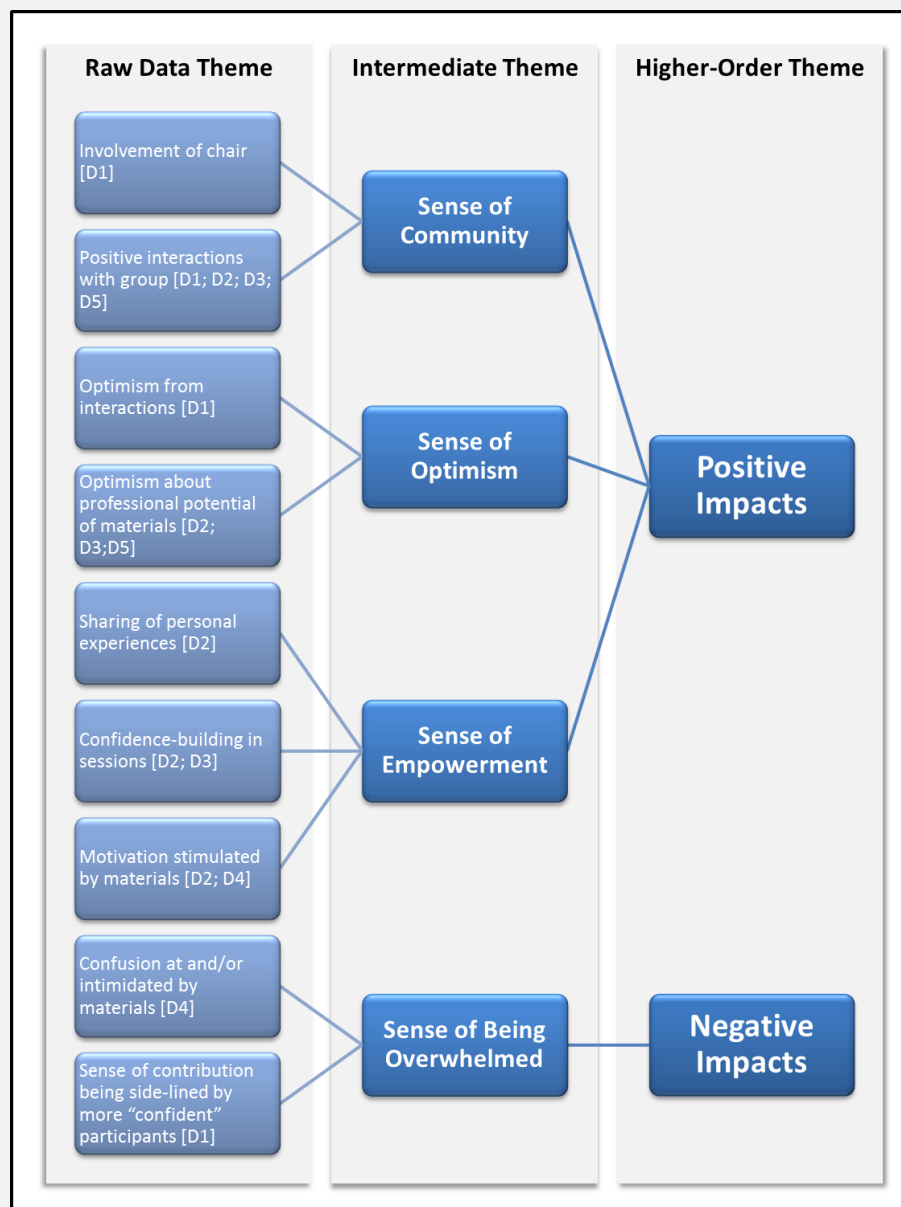 Raw Data Theme
Intermediate Theme
Higher-Order Theme
Involvement of chair
[D1]
Positive interactions
with group [D1; D2; D3;
D5]
Sense of
Community
Optimism from
interactions [D1]
Optimism about
professional potential
of materials [D2;
D3;D5]
Sense of
Optimism
Sharing of personal
experiences [D2]
Confidence-building in
sessions [D2; D3]
Motivation stimulated
by materials [D2; D4]
Sense of
Empowerment
Positive
Impacts
Confusion at and/or
intimidated by
materials [D4]
Sense of contribution
being side-lined by
more “confident”
participants [D1]
Sense of Being
Overwhelmed
Negative
Impacts